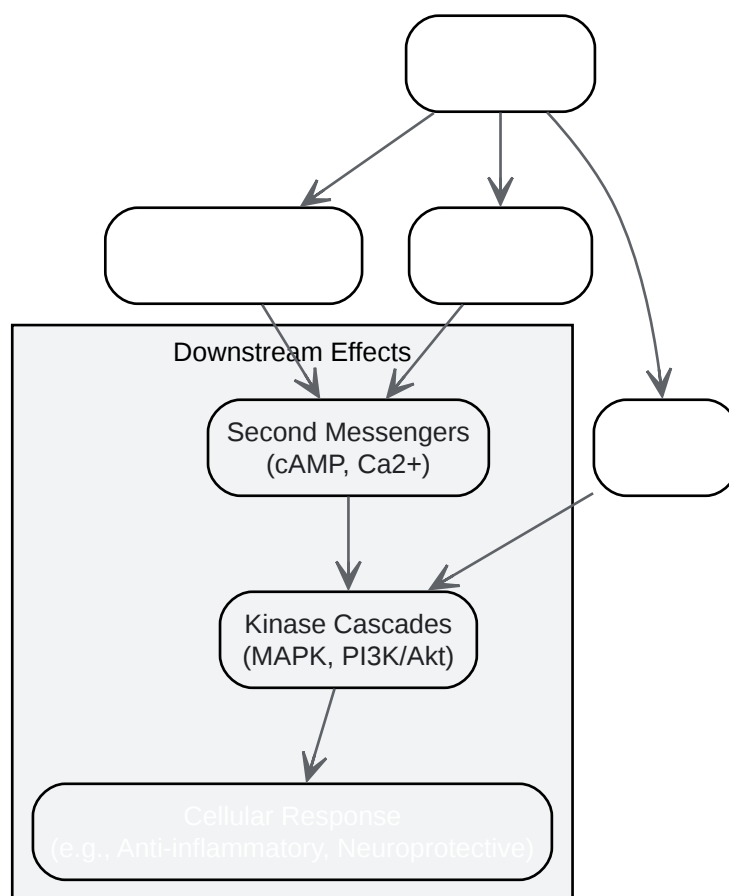 Downstream Effects
Second Messengers
(cAMP, Ca2+)
Kinase Cascades
(MAPK, PI3K/Akt)
Cellular Response
(e.g., Anti-inflammatory, Neuroprotective)